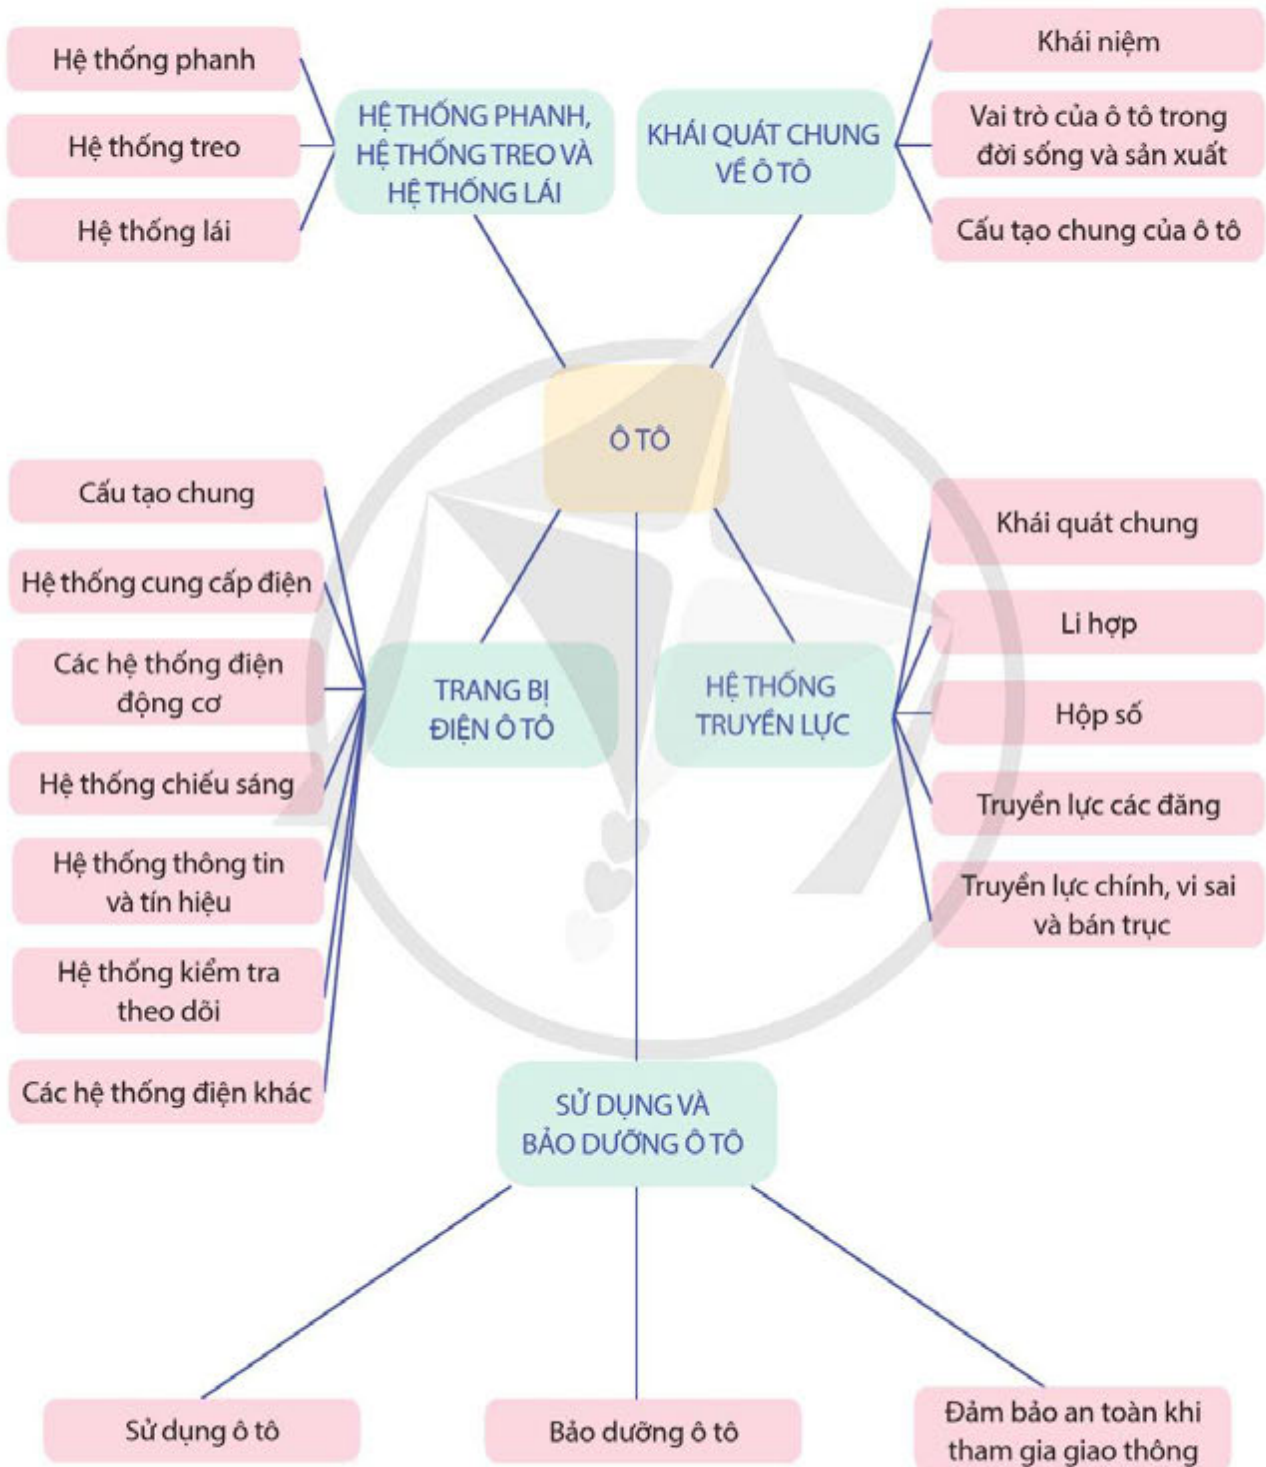 Hệ thống phanh
Hệ thống treo
Hệ thống lái
HỆ THỐNG PHANH,
HỆ THỐNG TREO VÀ
HỆ THỐNG LÁI
KHÁI QUÁT CHUNG
VỀ Ô TÔ
Khái niệm
Vai trò của ô tô trong
đời sống và sản xuất
Cấu tạo chung của ô tô
Ô TÔ
Cấu tạo chung
Hệ thống cung cấp điện
Các hệ thống điện
động cơ
Hệ thống chiếu sáng
Hệ thống thông tin
và tín hiệu
Hệ thống kiểm tra
theo dõi
Các hệ thống điện khác
TRANG BỊ
ĐIỆN Ô TÔ
HỆ THỐNG
TRUYỀN LỰC
Khái quát chung
Li hợp
Hộp số
Truyền lực các đăng
Truyền lực chính, vi sai
và bán trục
SỬ DỤNG VÀ
BẢO DƯỠNG Ô TÔ
Sử dụng ô tô
Bảo dưỡng ô tô
Đảm bảo an toàn khi
tham gia giao thông